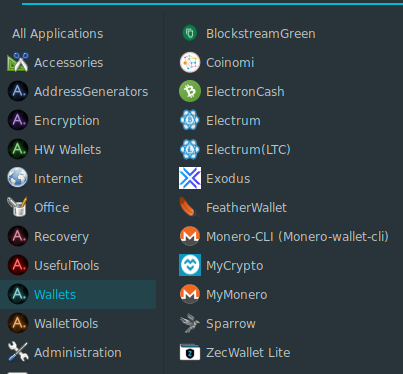 All Applications
Accessories
AddressGenerators
Encryption
HW Wallets
Internet
Office
Recovery
UsefulTools
Wallets
WalletTools
Administration
BlockstreamGreen
Coinomi
ElectronCash
Electrum
Electrum(LTC)
Exodus
FeatherWallet
Monero-CLI (Monero-wallet-cli)
MyCrypto
MyMonero
Sparrow
ZecWallet Lite